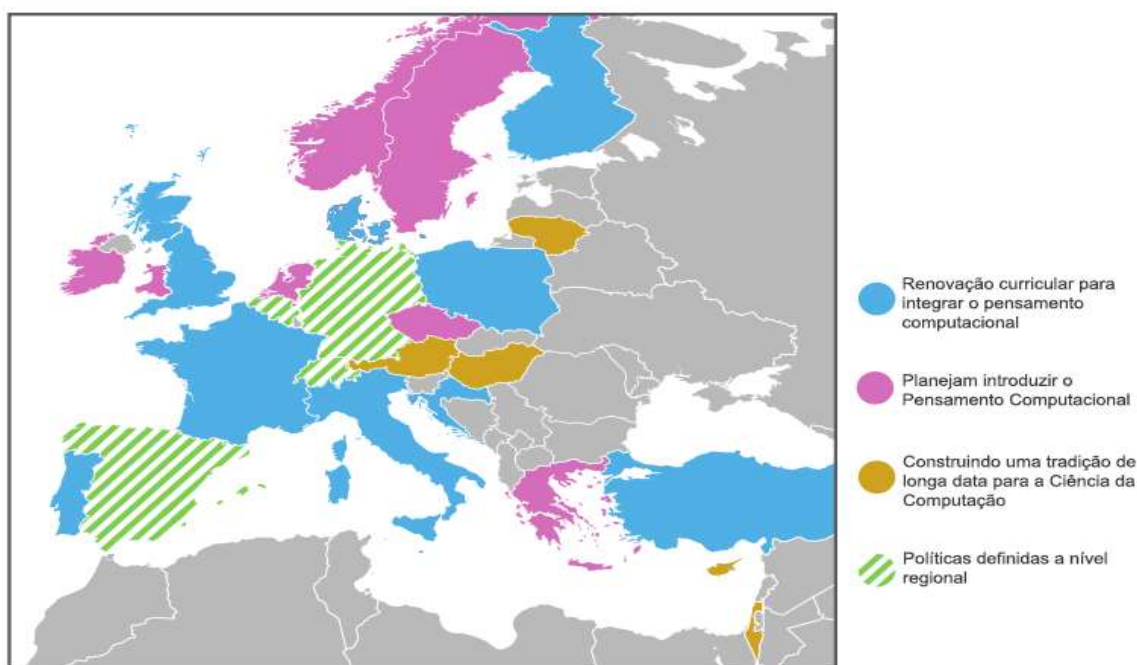 Renovação curricular para
integrar o pensamento
computacional
Planejam introduzir o
Pensamento Computacional
Construindo uma tradição de
longa data para a Ciência da
Computação
Políticas definidas a nível
regional